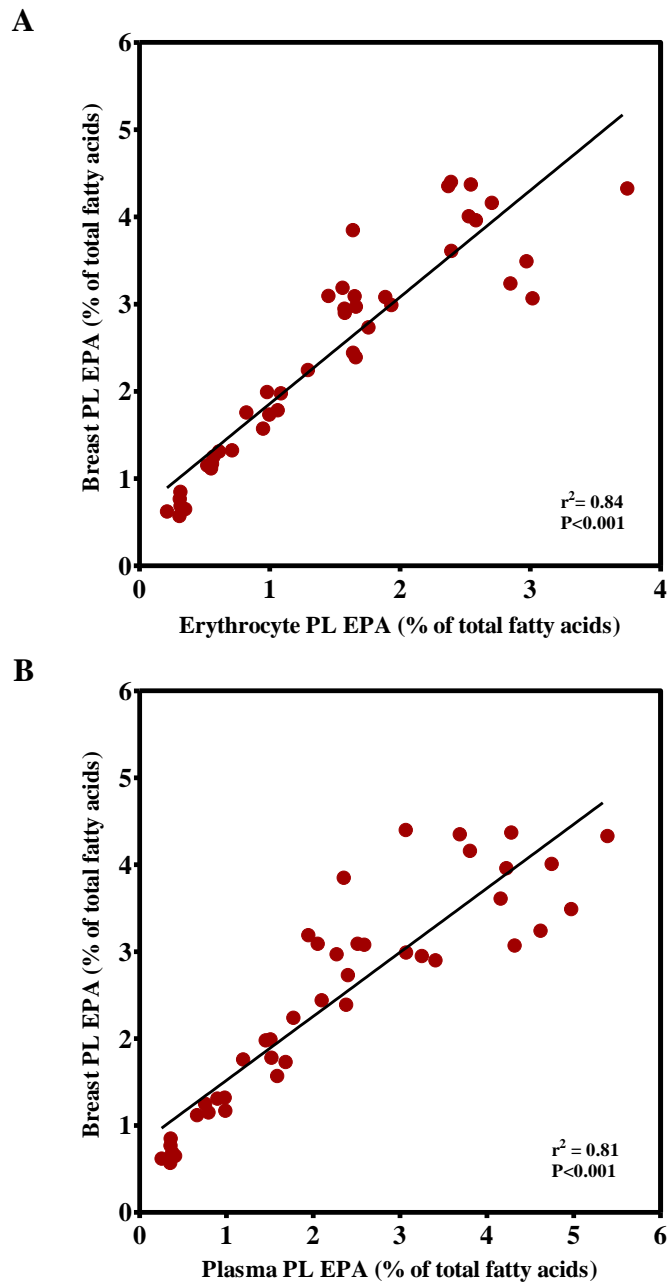 A
6
5
4
3
2
1
0
Breast PL EPA (% of total fatty acids)
r²= 0.84
P<0.001
0 1 2 3 4
Erythrocyte PL EPA (% of total fatty acids)
B
6
5
4
3
2
1
0
Breast PL EPA (% of total fatty acids)
r² = 0.81
P<0.001
0 1 2 3 4 5 6
Plasma PL EPA (% of total fatty acids)